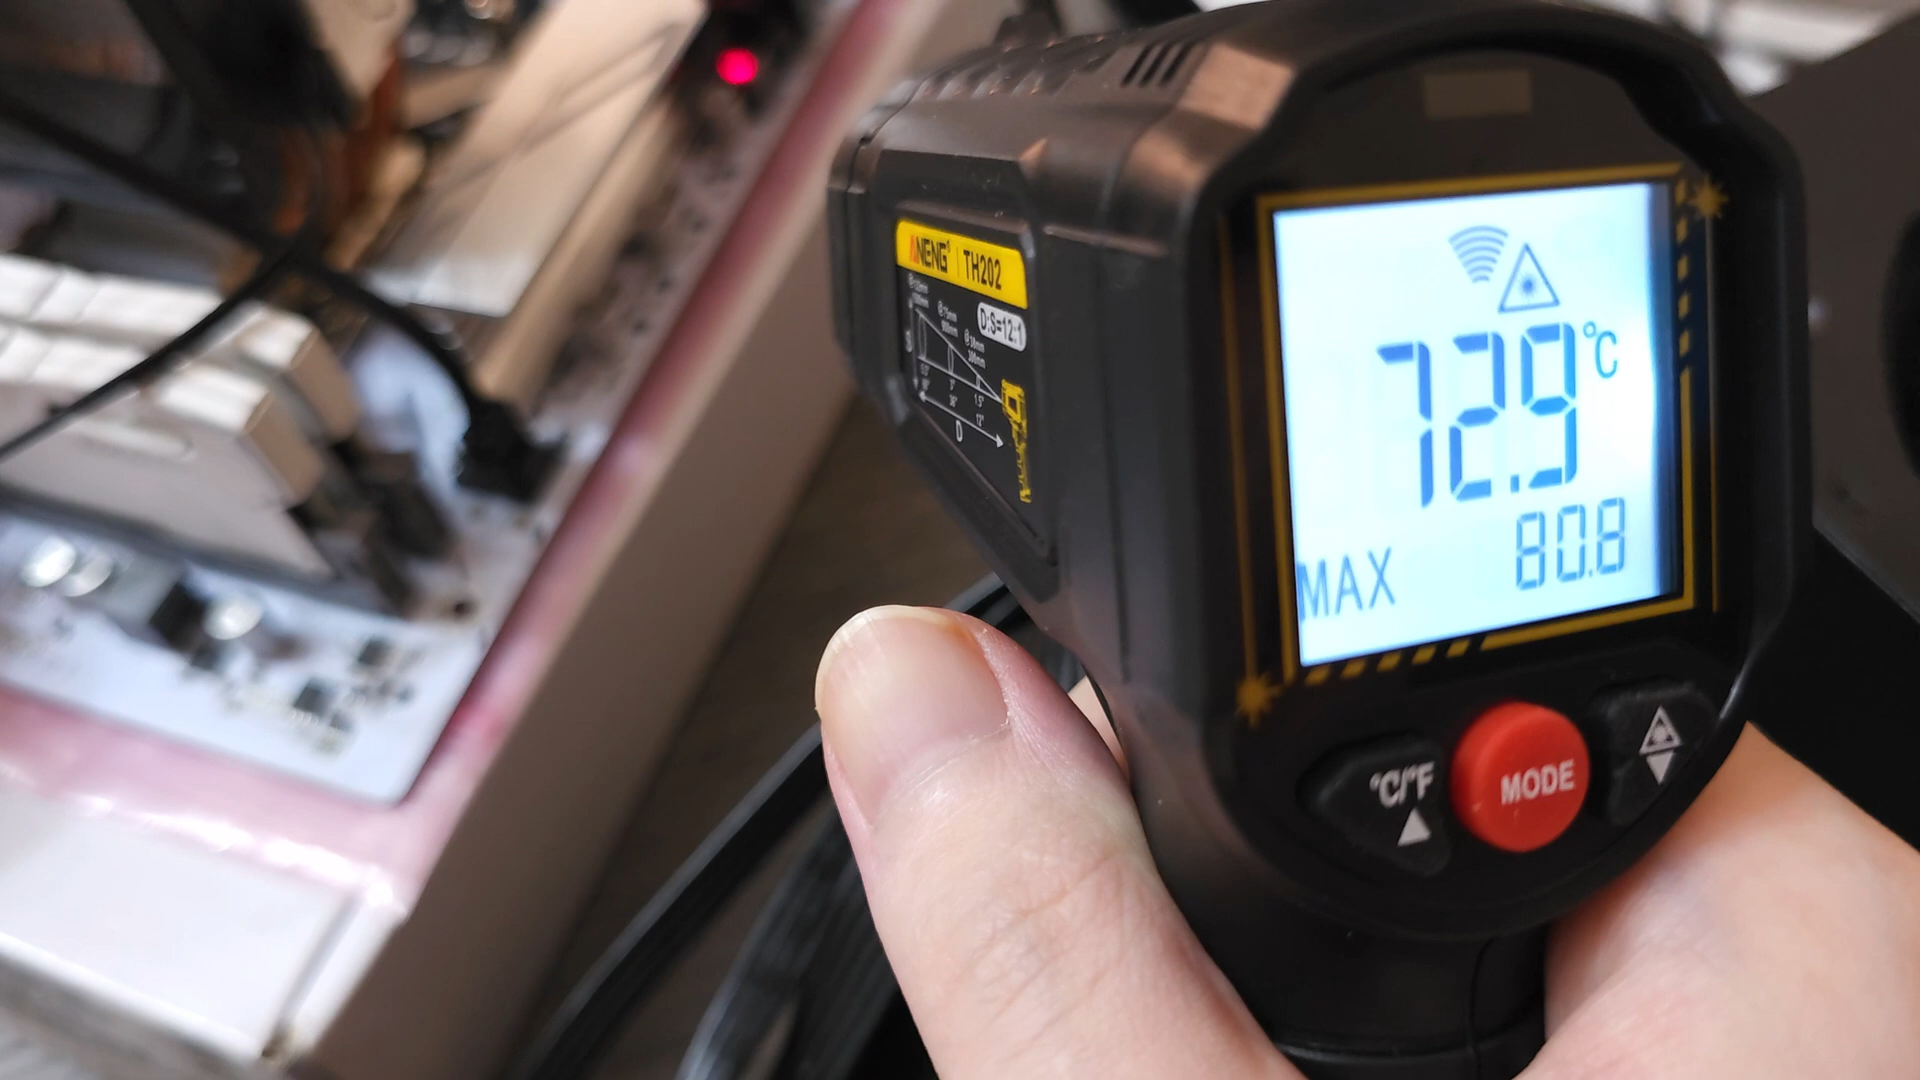 ANENG | TH202
D:S=12:1
S
D
72.9 °C
MAX 80.8
°C/°F
MODE